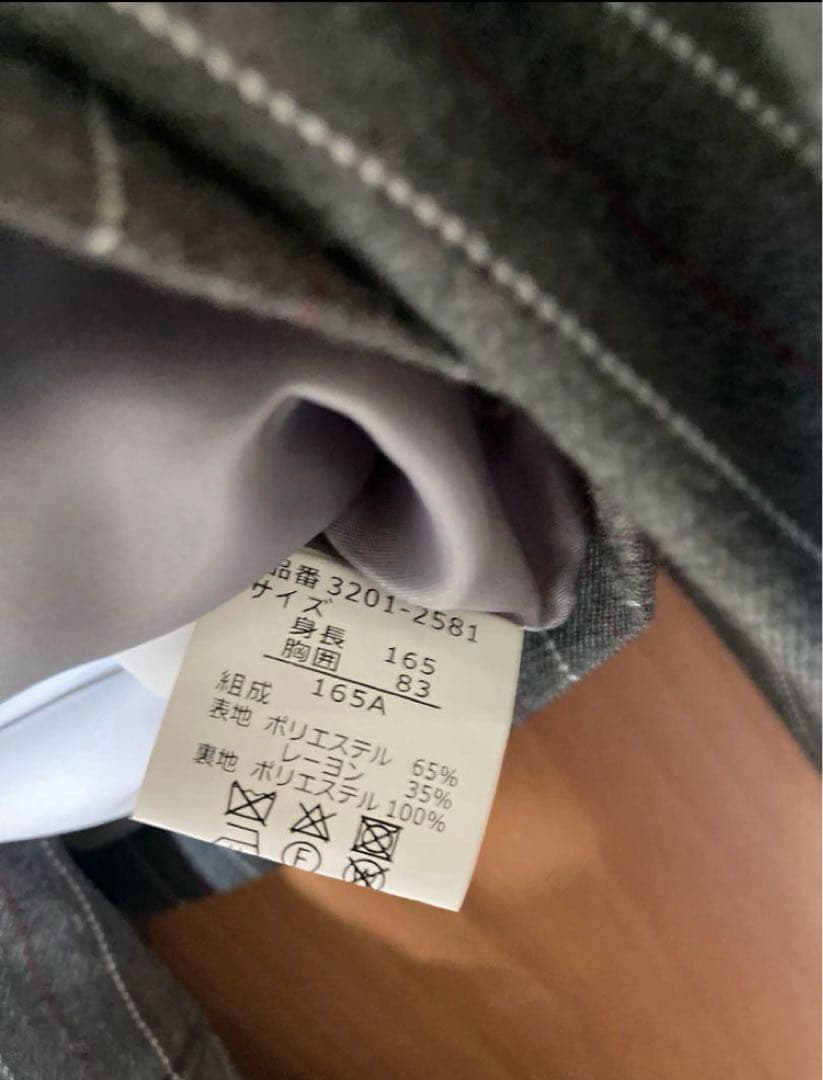 品番 3201-2581
サイズ
身長 165
胸囲 83
165A
組成
表地 ポリエステル 65%
レーヨン 35%
裏地 ポリエステル 100%
F